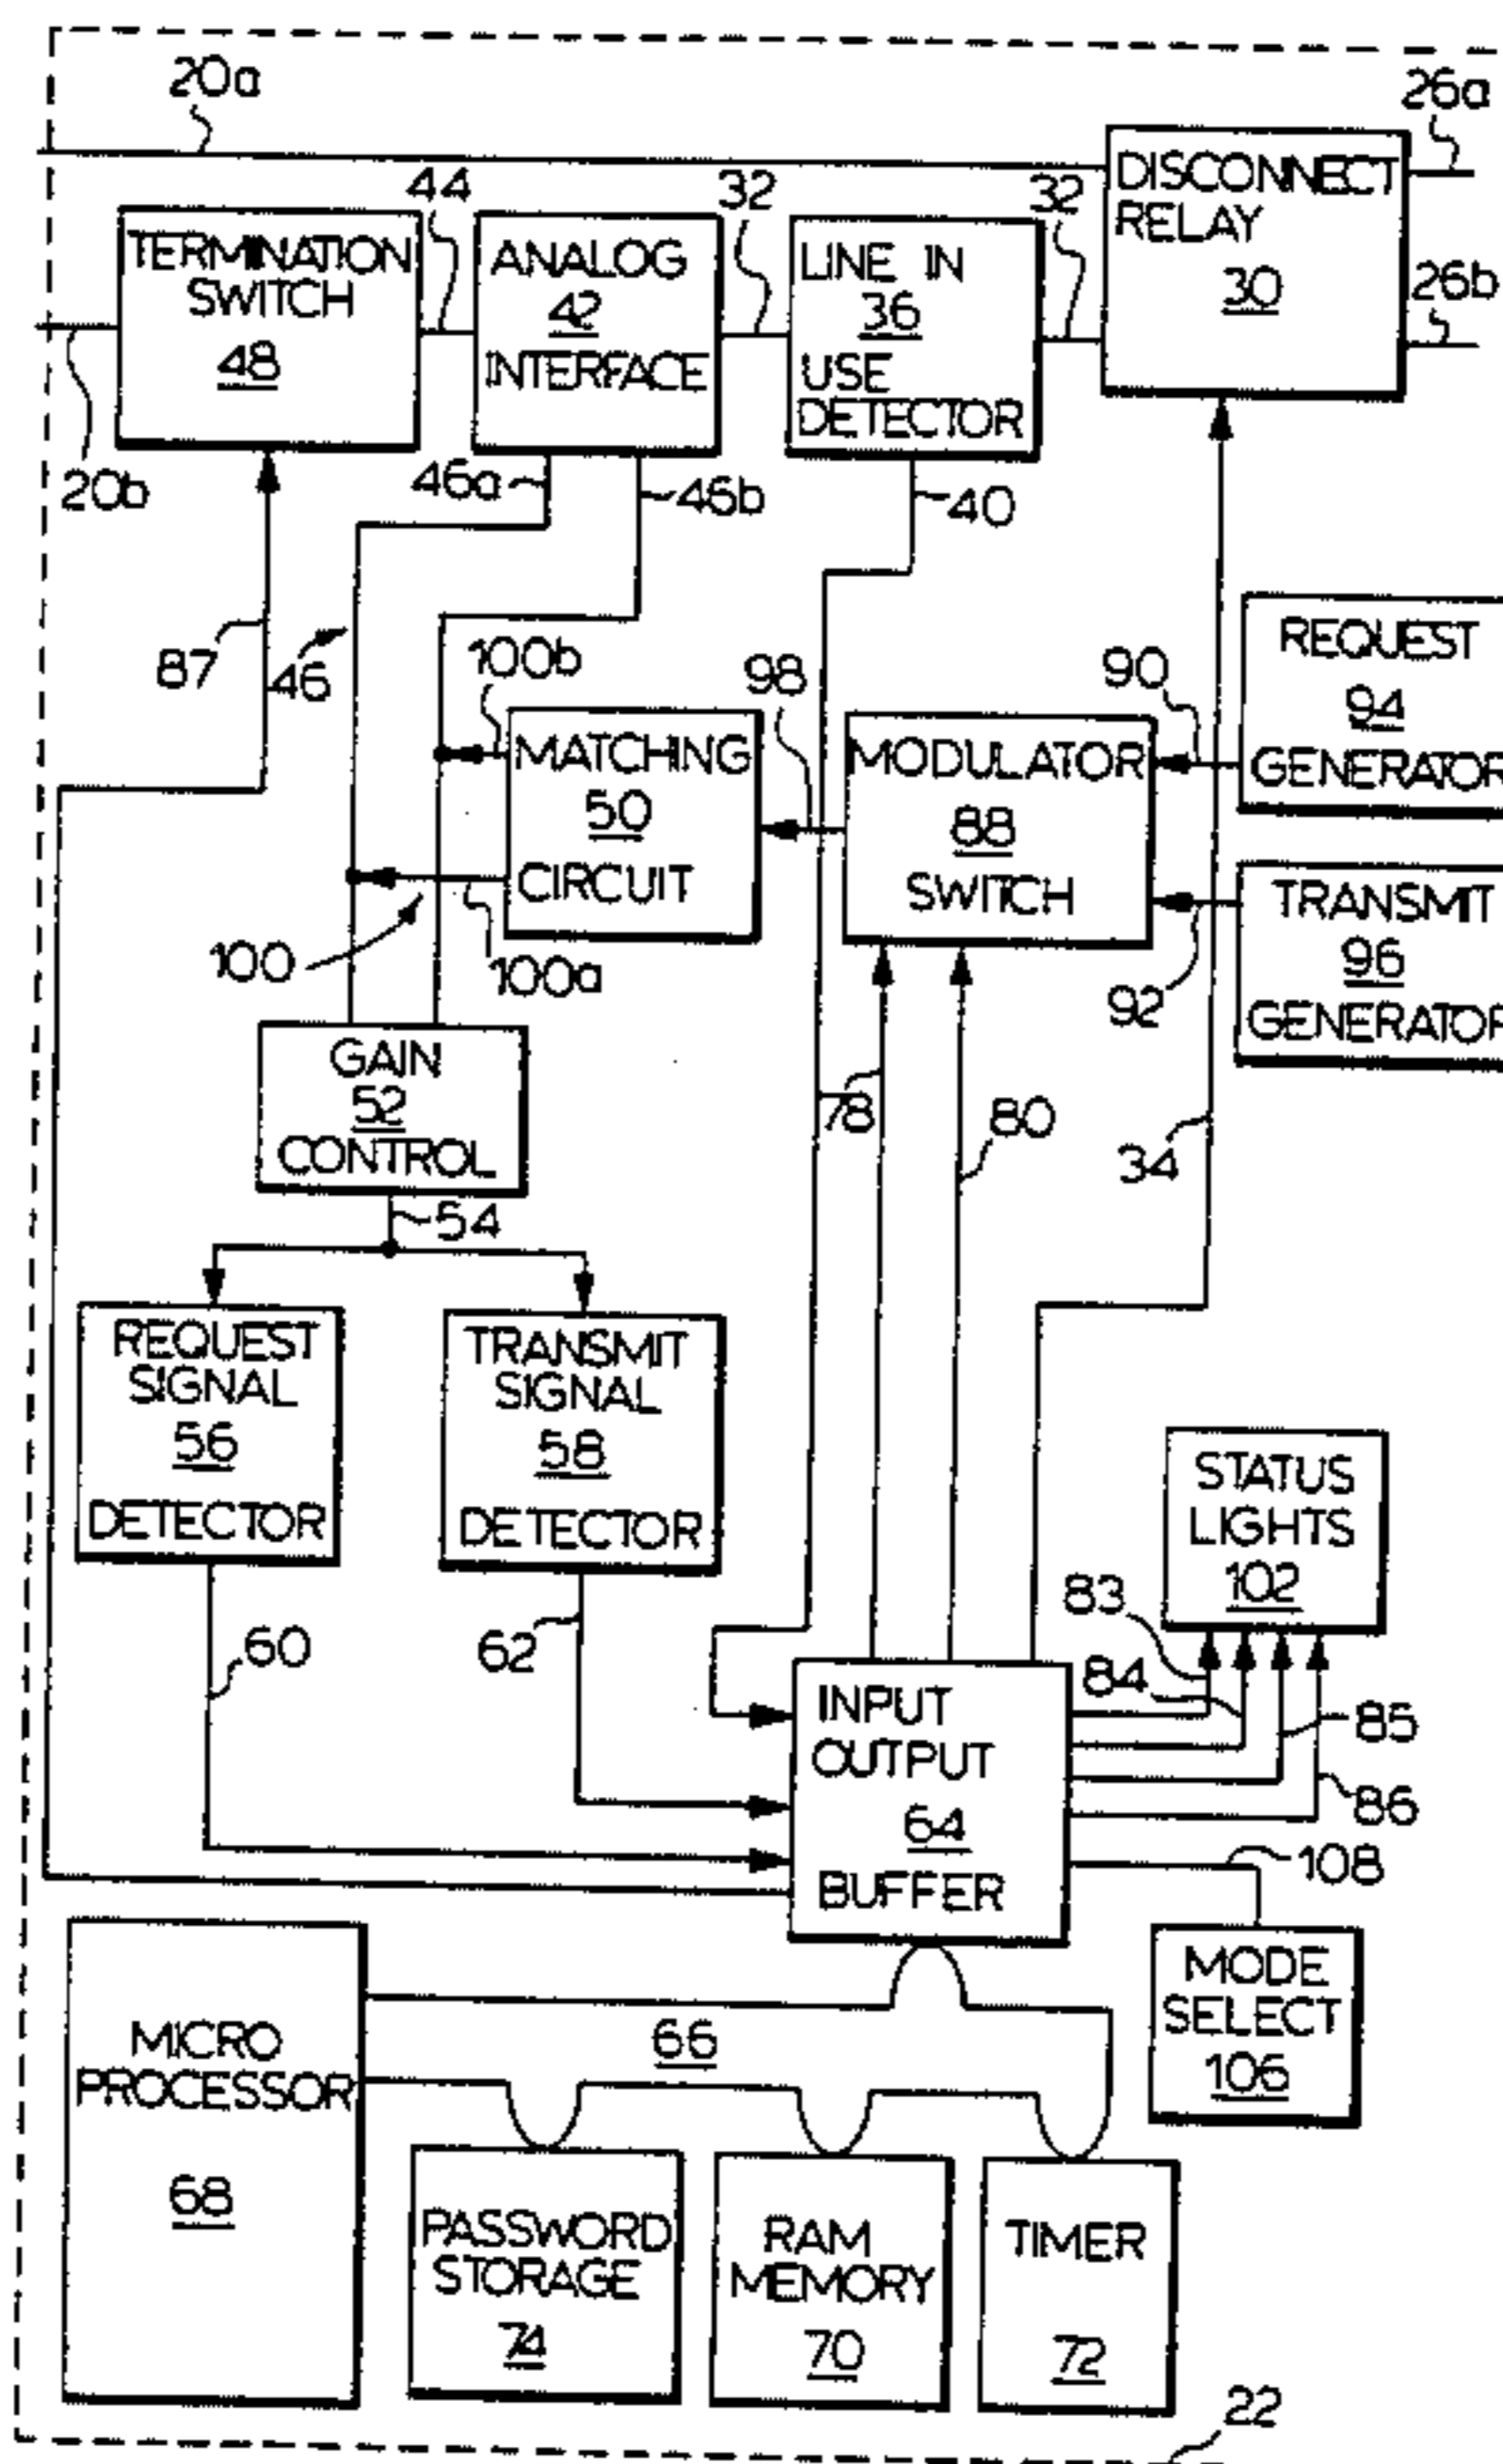 20a
26a
44
32
32
DISCONNECT
RELAY
30
26b
TERMINATION
SWITCH
48
ANALOG
42
INTERFACE
LINE IN
36
USE
DETECTOR
20b
46a
46b
40
87
46
100b
98
90
REQUEST
94
GENERATOR
MATCHING
50
CIRCUIT
MODULATOR
88
SWITCH
TRANSMIT
96
GENERATOR
100
100a
92
GAIN
52
CONTROL
78
80
34
54
REQUEST
SIGNAL
56
DETECTOR
TRANSMIT
SIGNAL
58
DETECTOR
STATUS
LIGHTS
102
60
62
83
84
85
86
INPUT
OUTPUT
64
BUFFER
108
MICRO
PROCESSOR
68
66
MODE
SELECT
106
PASSWORD
STORAGE
74
RAM
MEMORY
70
TIMER
72
22